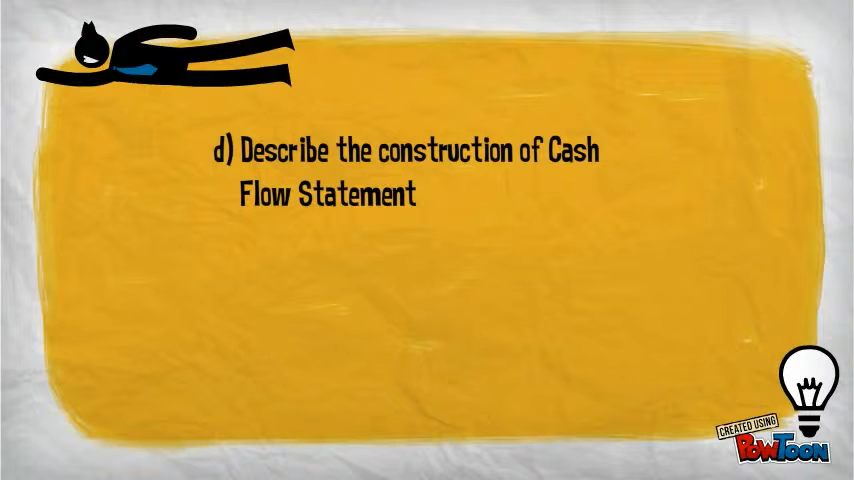 d) Describe the construction of Cash
Flow Statement
CREATED USING
POWTOON